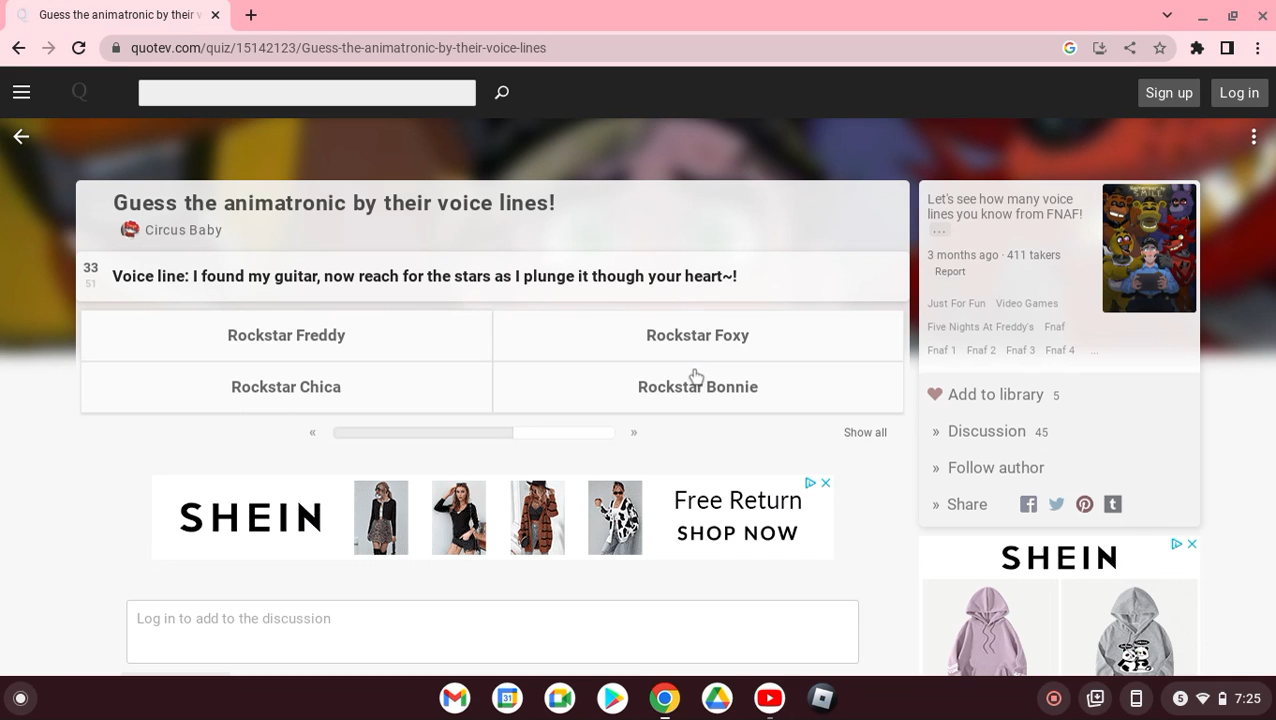 Guess the animatronic by their v
quotev.com/quiz/15142123/Guess-the-animatronic-by-their-voice-lines
Q
Sign up
Log in
Guess the animatronic by their voice lines!
Circus Baby
33
51
Voice line: I found my guitar, now reach for the stars as I plunge it though your heart~!
Rockstar Freddy
Rockstar Foxy
Rockstar Chica
Rockstar Bonnie
«
»
Show all
Let's see how many voice
lines you know from FNAF!
...
3 months ago · 411 takers
Report
Just For Fun Video Games
Five Nights At Freddy's Fnaf
Fnaf 1 Fnaf 2 Fnaf 3 Fnaf 4 ...
Add to library 5
» Discussion 45
» Follow author
» Share
SHEIN
Free Return
SHOP NOW
SHEIN
Log in to add to the discussion
31
5
7:25